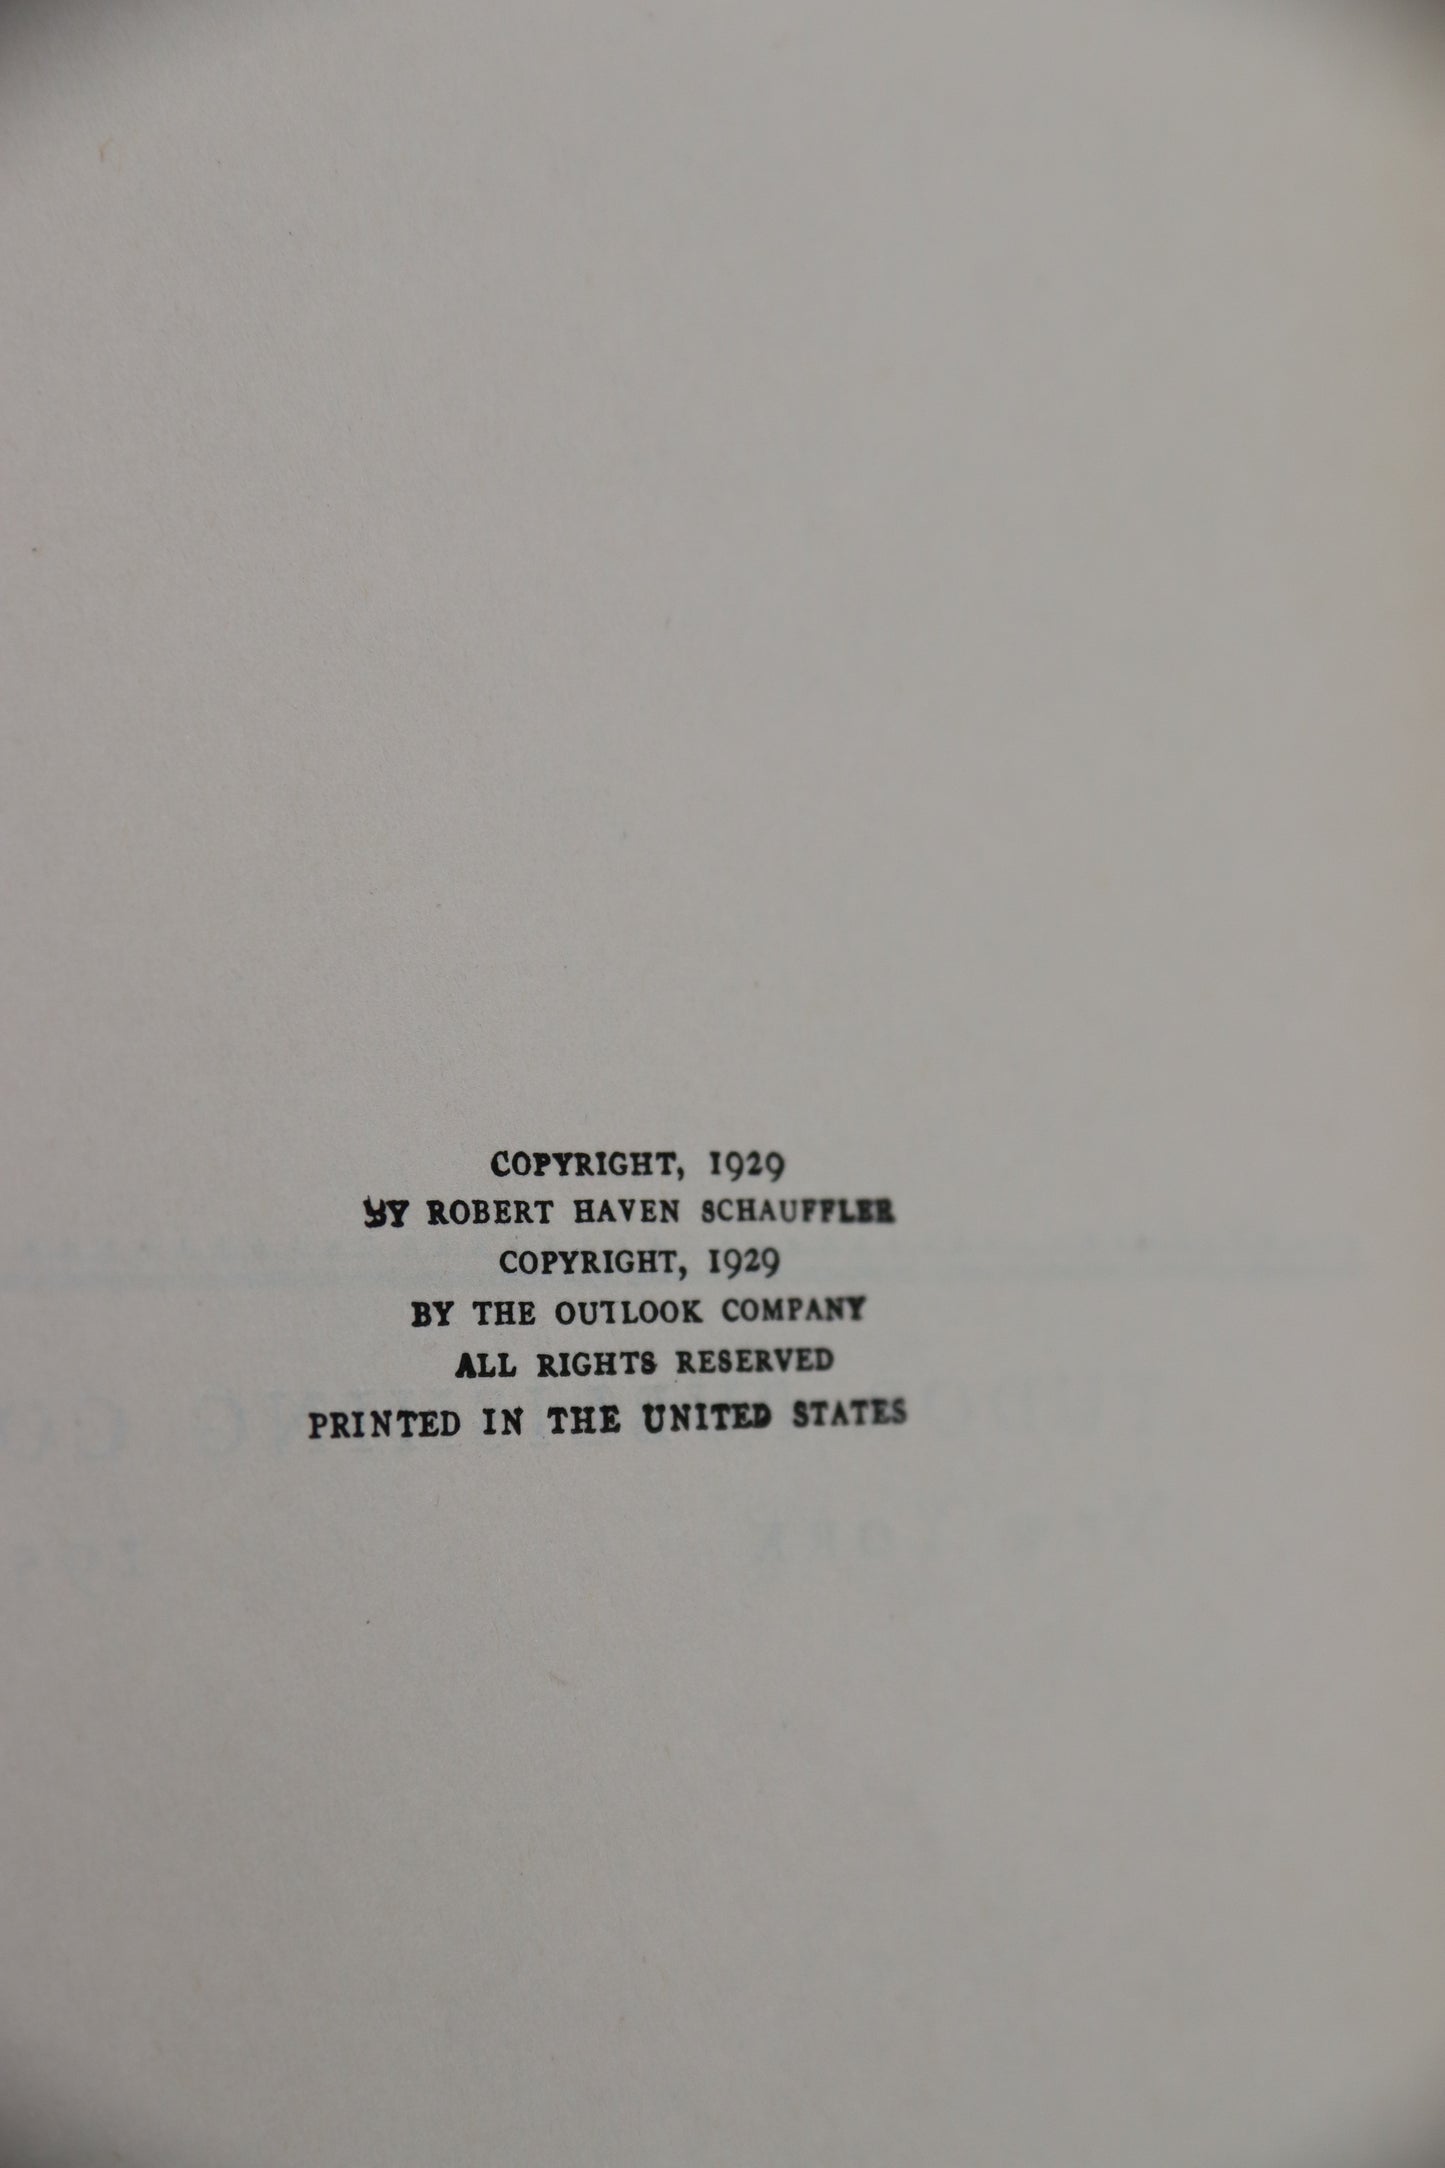 COPYRIGHT, 1929
BY ROBERT HAVEN SCHAUFFLER
COPYRIGHT, 1929
BY THE OUTLOOK COMPANY
ALL RIGHTS RESERVED
PRINTED IN THE UNITED STATES